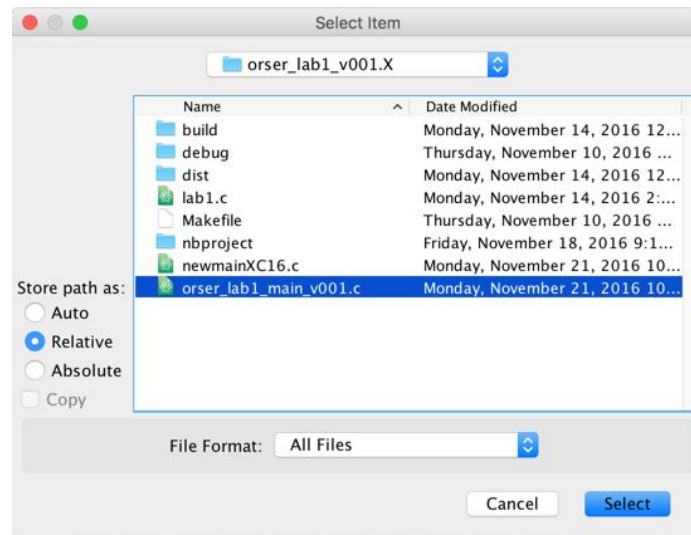 Select Item
orser_lab1_v001.X
Name Date Modified
build Monday, November 14, 2016 12...
debug Thursday, November 10, 2016 ...
dist Monday, November 14, 2016 12...
lab1.c Monday, November 14, 2016 2:...
Makefile Thursday, November 10, 2016 ...
nbproject Friday, November 18, 2016 9:1...
newmainXC16.c Monday, November 21, 2016 10...
orser_lab1_main_v001.c Monday, November 21, 2016 10...
Store path as:
Auto
Relative
Absolute
Copy
File Format: All Files
Cancel Select